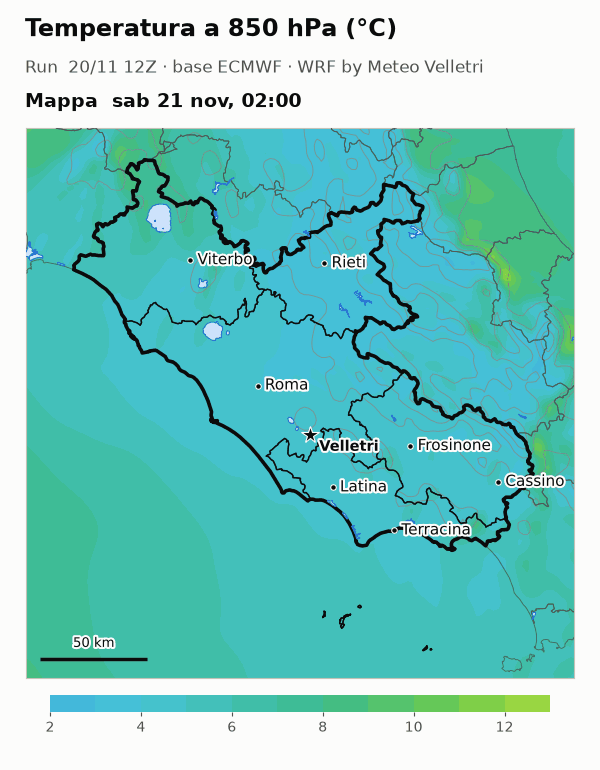 Temperatura a 850 hPa (°C)
Run  20/11 12Z · base ECMWF · WRF by Meteo Velletri
Mappa  sab 21 nov, 02:00
Viterbo
Rieti
Roma
Velletri
Frosinone
Latina
Cassino
Terracina
50 km
2 4 6 8 10 12